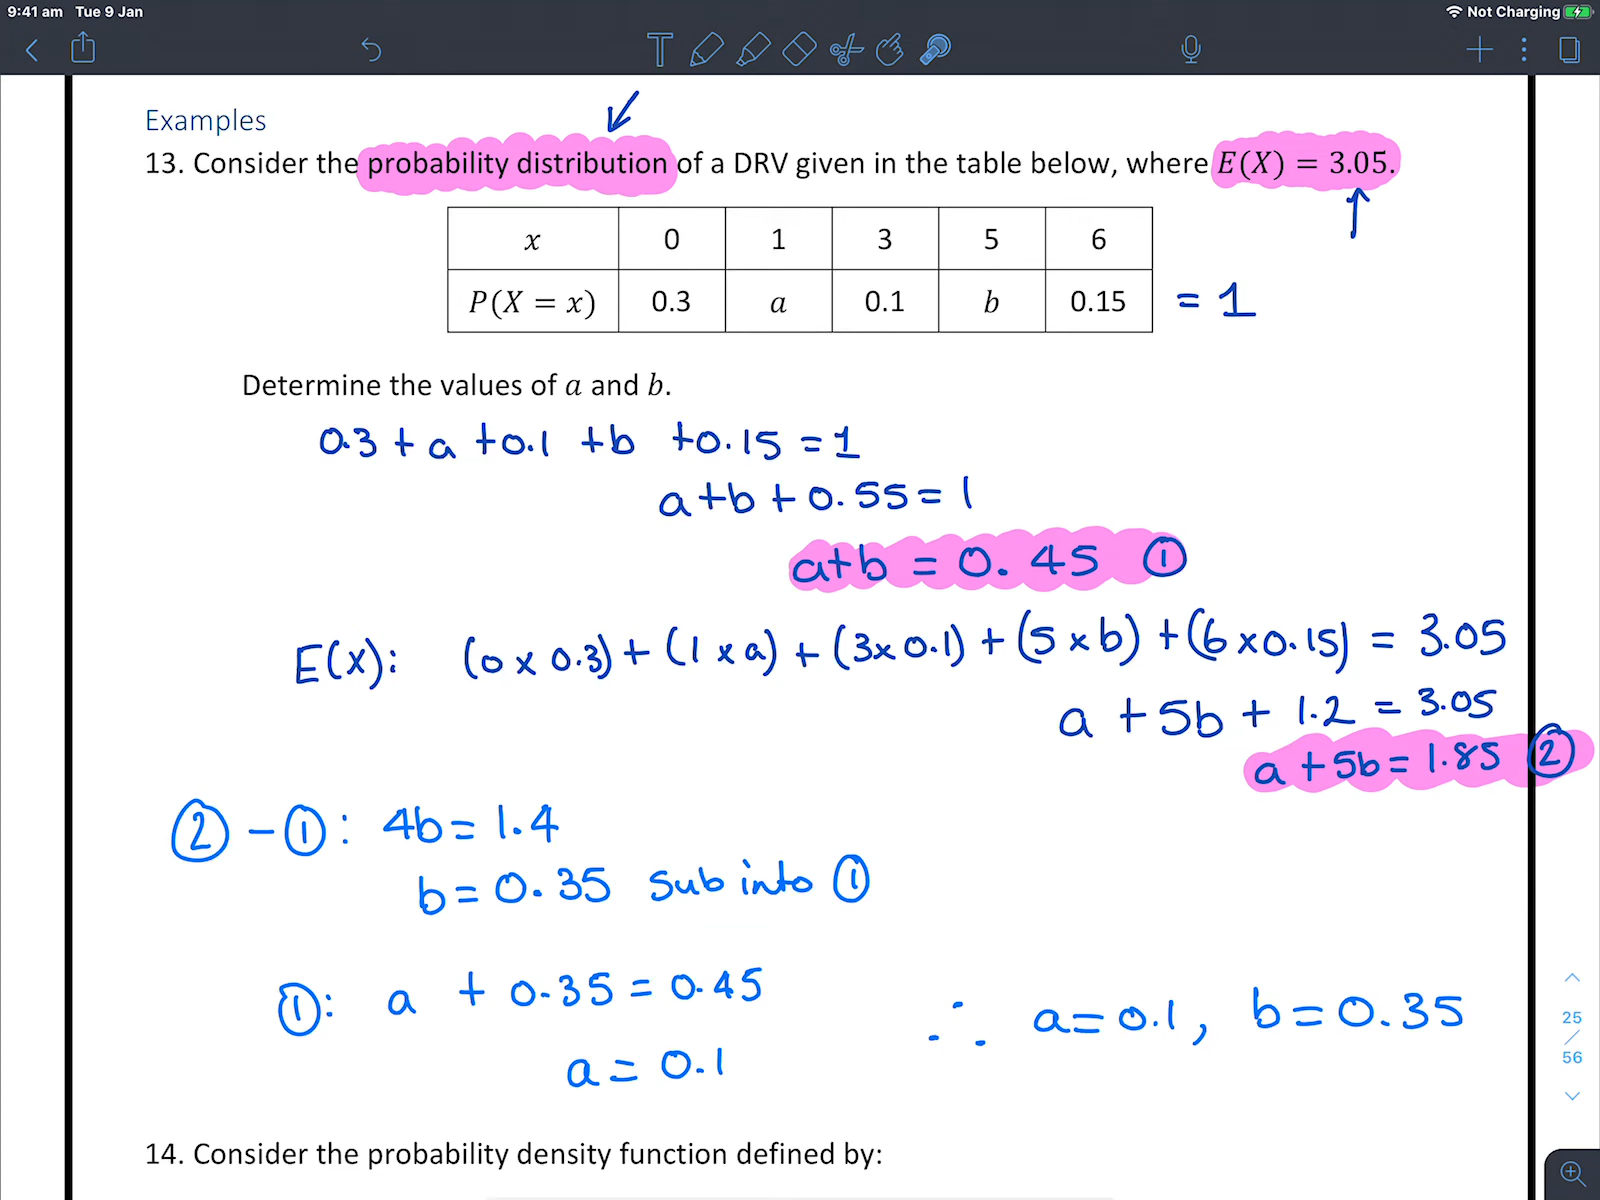 9:41 am Tue 9 Jan
Not Charging
Examples
13. Consider the probability distribution of a DRV given in the table below, where E(X) = 3.05.
x 0 1 3 5 6
P(X = x) 0.3 a 0.1 b 0.15 = 1
Determine the values of a and b.
0.3 + a + 0.1 + b + 0.15 = 1
a + b + 0.55 = 1
a + b = 0.45 ①
E(X): (0 × 0.3) + (1 × a) + (3 × 0.1) + (5 × b) + (6 × 0.15) = 3.05
a + 5b + 1.2 = 3.05
a + 5b = 1.85 ②
② − ①: 4b = 1.4
b = 0.35 sub into ①
①: a + 0.35 = 0.45
a = 0.1
∴ a = 0.1, b = 0.35
25
/
56
14. Consider the probability density function defined by: